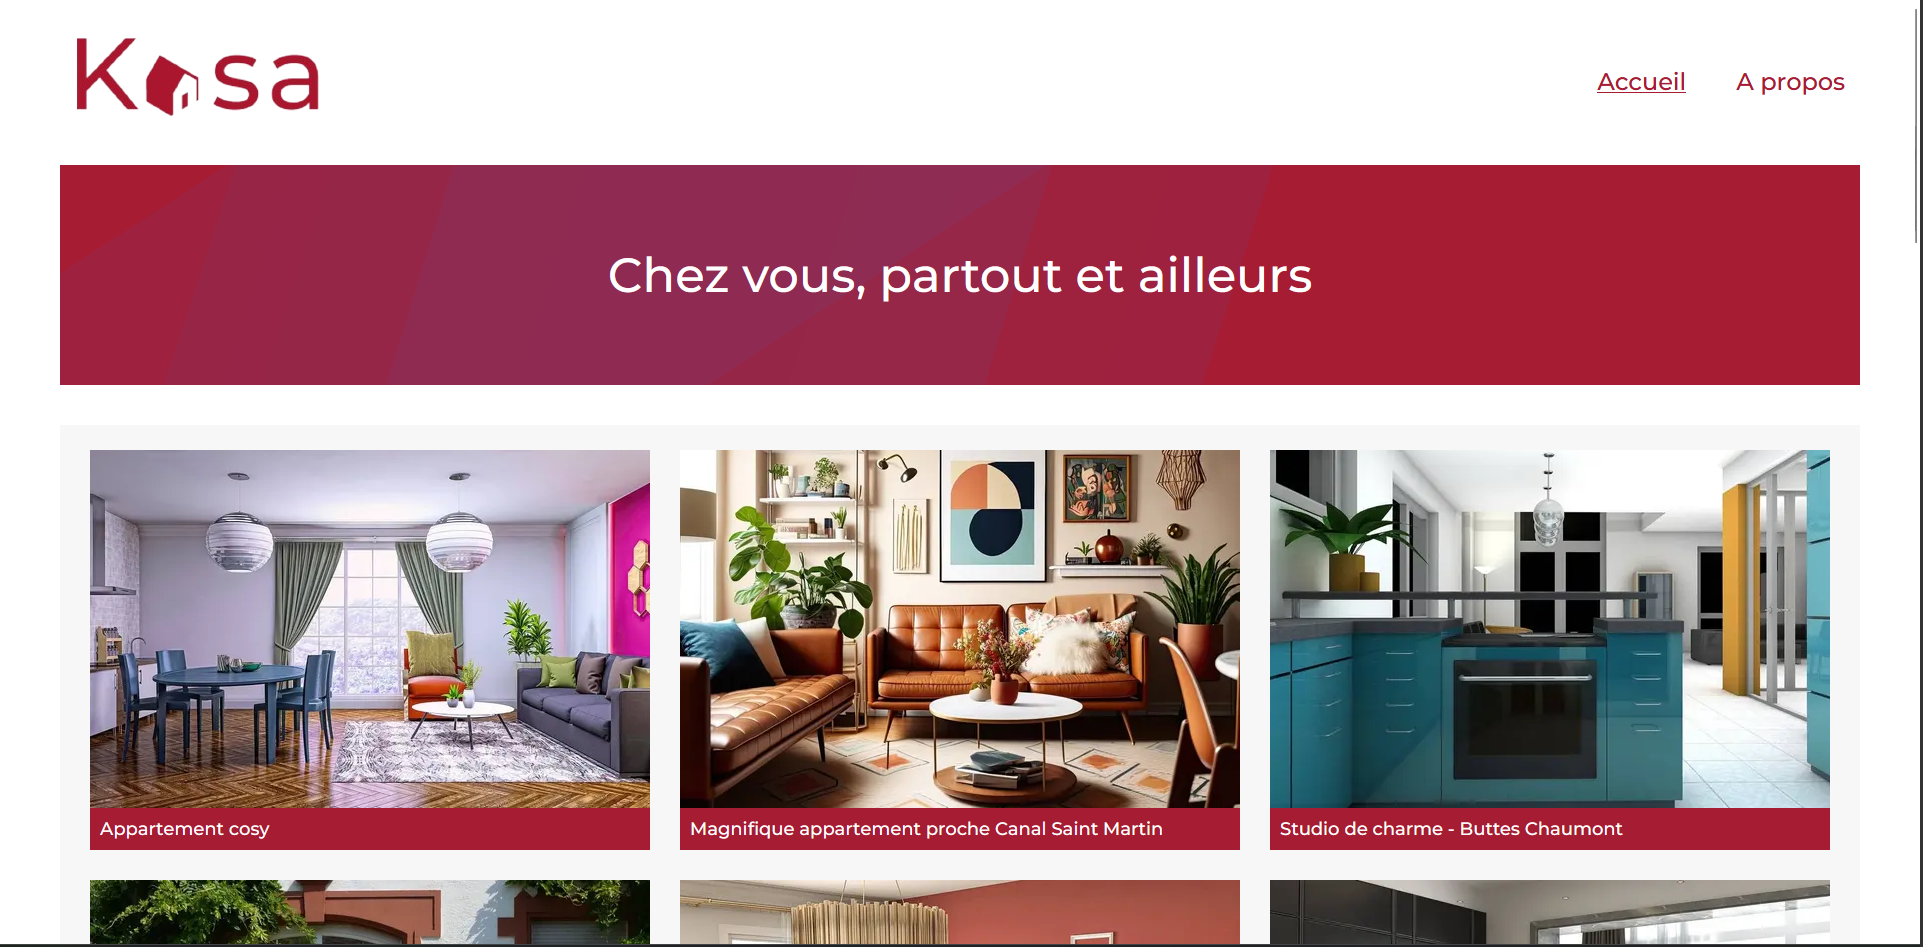 Kasa
Accueil
A propos
Chez vous, partout et ailleurs
Appartement cosy
Magnifique appartement proche Canal Saint Martin
Studio de charme - Buttes Chaumont